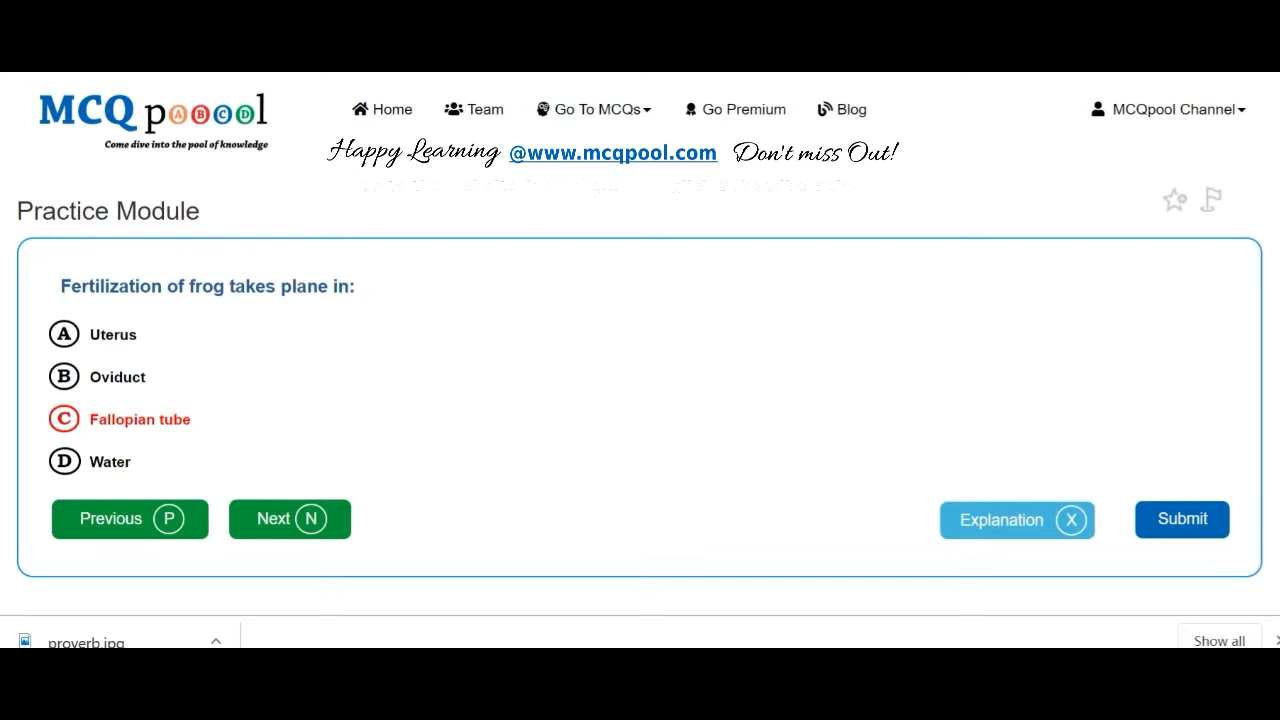 MCQ pooool
Come dive into the pool of knowledge
Home Team Go To MCQs Go Premium Blog MCQpool Channel
Happy Learning @www.mcqpool.com Don't miss Out!
Practice Module
Fertilization of frog takes plane in:
A Uterus
B Oviduct
C Fallopian tube
D Water
Previous P Next N Explanation X Submit
proverb.jpg Show all